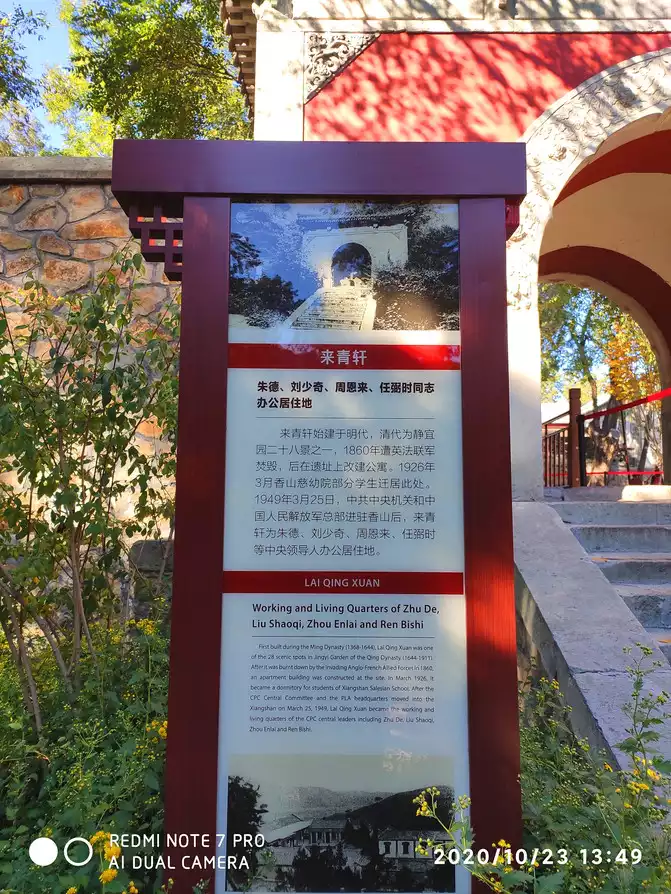 来青轩
朱德、刘少奇、周恩来、任弼时同志
办公居住地
来青轩始建于明代，清代为静宜
园二十八景之一，1860年遭英法联军
焚毁，后在遗址上改建公寓。1926年
3月香山慈幼院部分学生迁居此处。
1949年3月25日，中共中央机关和中
国人民解放军总部进驻香山后，来青
轩为朱德、刘少奇、周恩来、任弼时
等中央领导人办公居住地。
LAI QING XUAN
Working and Living Quarters of Zhu De,
Liu Shaoqi, Zhou Enlai and Ren Bishi
First built during the Ming Dynasty (1368-1644), Lai Qing Xuan was one
of the 28 scenic spots in Jingyi Garden of the Qing Dynasty (1644-1911).
After it was burnt down by the invading Anglo-French Allied Forces in 1860,
an apartment building was constructed at the site. In March 1926, it
became a dormitory for students of Xiangshan Salesian School. After the
CPC Central Committee and the PLA headquarters moved into the
Xiangshan on March 25, 1949, Lai Qing Xuan became the working and
living quarters of the CPC central leaders including Zhu De, Liu Shaoqi,
Zhou Enlai and Ren Bishi.
REDMI NOTE 7 PRO
AI DUAL CAMERA
2020/10/23 13:49